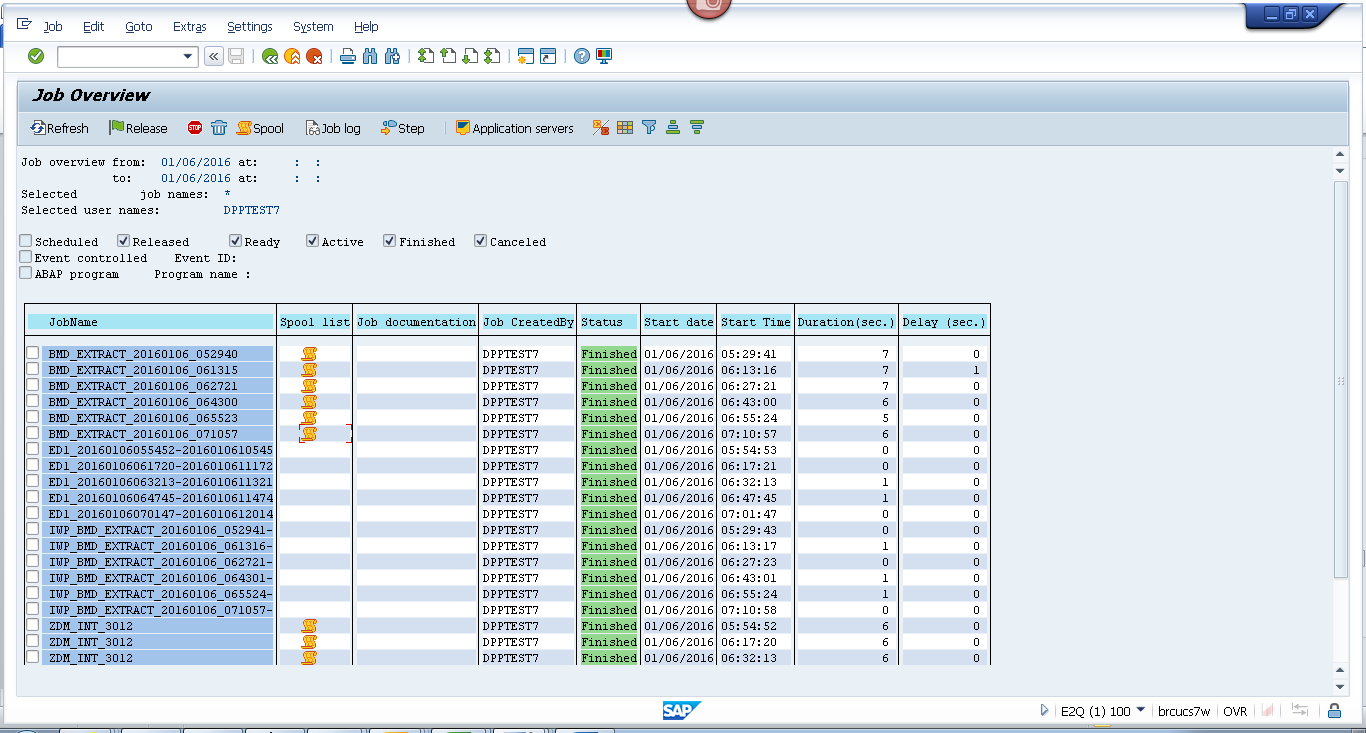 Job Edit Goto Extras Settings System Help
Job Overview
Refresh Release STOP Spool Job log Step Application servers
Job overview from: 01/06/2016 at: : :
to: 01/06/2016 at: : :
Selected job names: *
Selected user names: DPPTEST7
Scheduled Released Ready Active Finished Canceled
Event controlled Event ID:
ABAP program Program name :
JobName Spool list Job documentation Job CreatedBy Status Start date Start Time Duration(sec.) Delay (sec.)
BMD_EXTRACT_20160106_052940 DPPTEST7 Finished 01/06/2016 05:29:41 7 0
BMD_EXTRACT_20160106_061315 DPPTEST7 Finished 01/06/2016 06:13:16 7 1
BMD_EXTRACT_20160106_062721 DPPTEST7 Finished 01/06/2016 06:27:21 7 0
BMD_EXTRACT_20160106_064300 DPPTEST7 Finished 01/06/2016 06:43:00 6 0
BMD_EXTRACT_20160106_065523 DPPTEST7 Finished 01/06/2016 06:55:24 5 0
BMD_EXTRACT_20160106_071057 DPPTEST7 Finished 01/06/2016 07:10:57 6 0
ED1_20160106055452-2016010610545 DPPTEST7 Finished 01/06/2016 05:54:53 0 0
ED1_20160106061720-2016010611172 DPPTEST7 Finished 01/06/2016 06:17:21 0 0
ED1_20160106063213-2016010611321 DPPTEST7 Finished 01/06/2016 06:32:13 1 0
ED1_20160106064745-2016010611474 DPPTEST7 Finished 01/06/2016 06:47:45 1 0
ED1_20160106070147-2016010612014 DPPTEST7 Finished 01/06/2016 07:01:47 0 0
IWP_BMD_EXTRACT_20160106_052941- DPPTEST7 Finished 01/06/2016 05:29:43 0 0
IWP_BMD_EXTRACT_20160106_061316- DPPTEST7 Finished 01/06/2016 06:13:17 1 0
IWP_BMD_EXTRACT_20160106_062721- DPPTEST7 Finished 01/06/2016 06:27:23 0 0
IWP_BMD_EXTRACT_20160106_064301- DPPTEST7 Finished 01/06/2016 06:43:01 1 0
IWP_BMD_EXTRACT_20160106_065524- DPPTEST7 Finished 01/06/2016 06:55:24 1 0
IWP_BMD_EXTRACT_20160106_071057- DPPTEST7 Finished 01/06/2016 07:10:58 0 0
ZDM_INT_3012 DPPTEST7 Finished 01/06/2016 05:54:52 6 0
ZDM_INT_3012 DPPTEST7 Finished 01/06/2016 06:17:20 6 0
ZDM_INT_3012 DPPTEST7 Finished 01/06/2016 06:32:13 6 0
SAP E2Q (1) 100 brcucs7w OVR